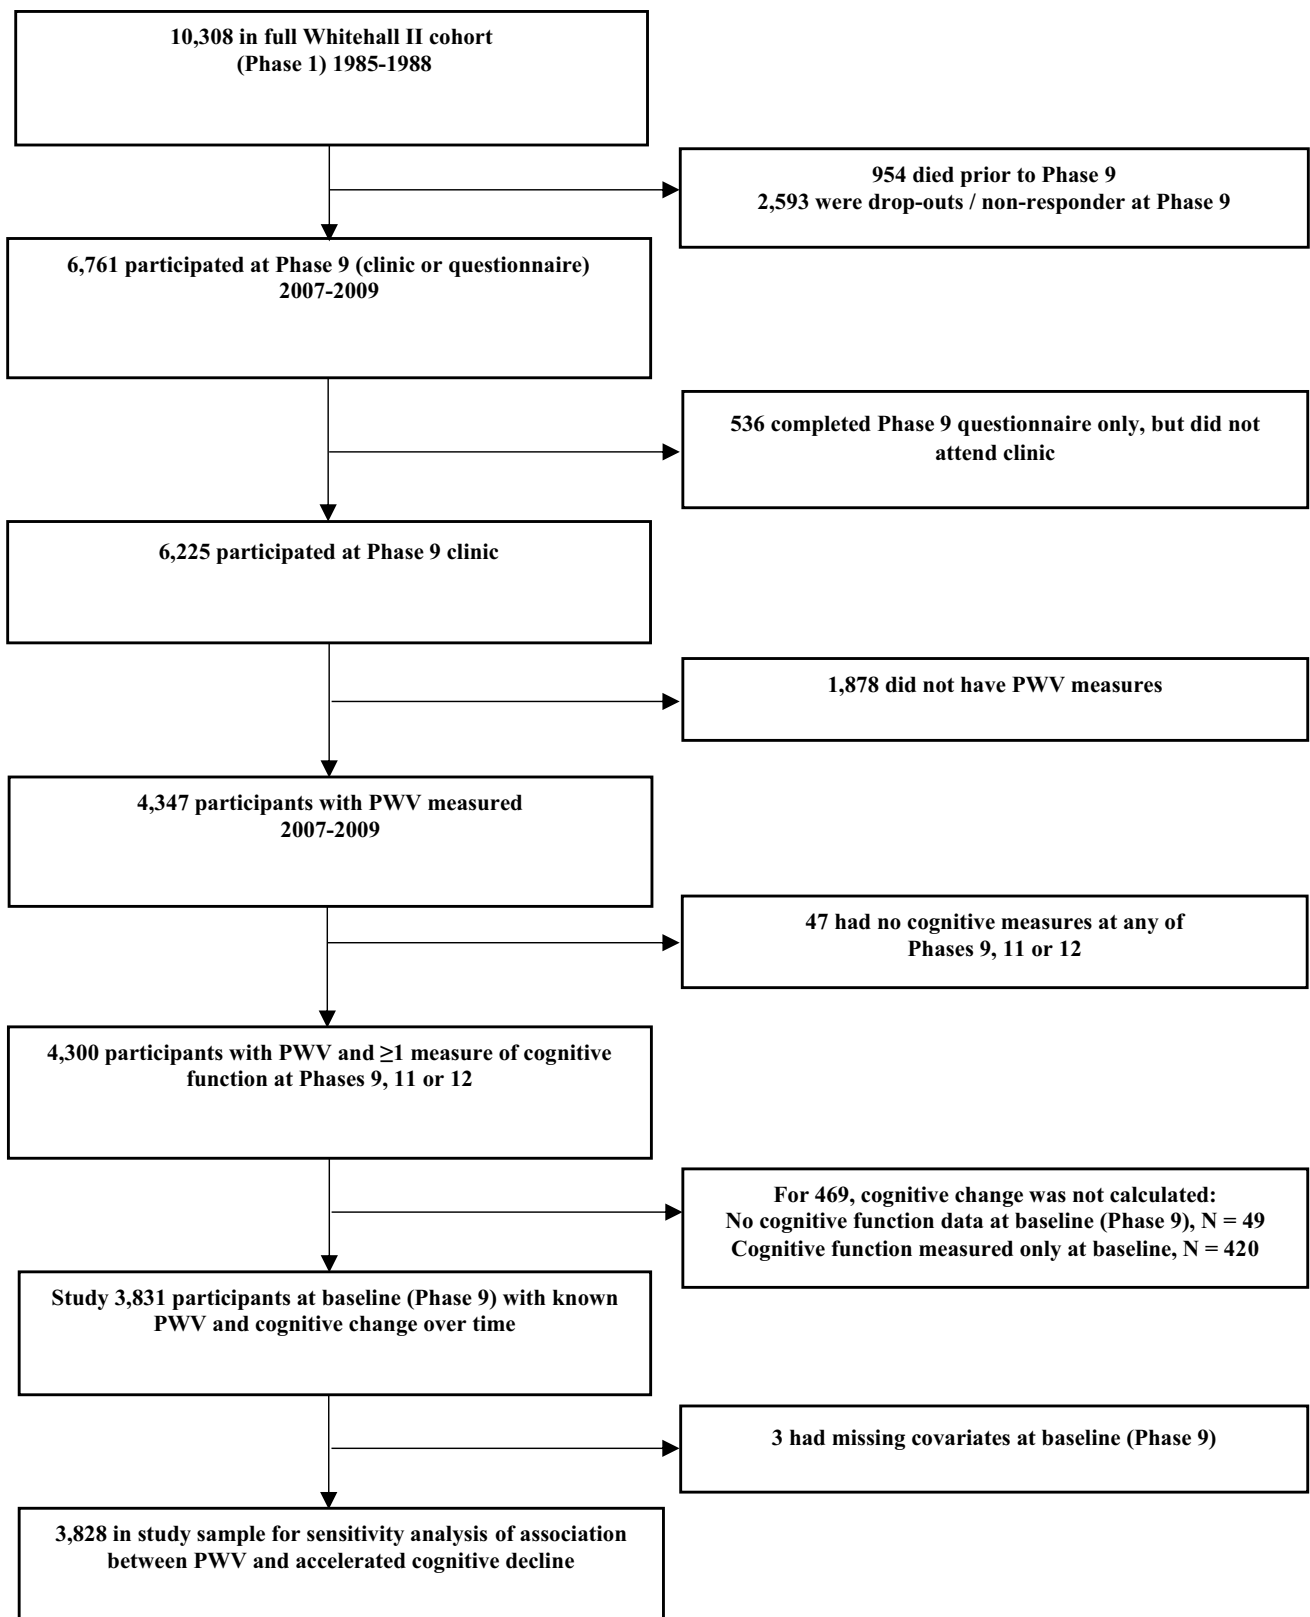 10,308 in full Whitehall II cohort
(Phase 1) 1985-1988
954 died prior to Phase 9
2,593 were drop-outs / non-responder at Phase 9
6,761 participated at Phase 9 (clinic or questionnaire)
2007-2009
536 completed Phase 9 questionnaire only, but did not
attend clinic
6,225 participated at Phase 9 clinic
1,878 did not have PWV measures
4,347 participants with PWV measured
2007-2009
47 had no cognitive measures at any of
Phases 9, 11 or 12
4,300 participants with PWV and ≥1 measure of cognitive
function at Phases 9, 11 or 12
For 469, cognitive change was not calculated:
No cognitive function data at baseline (Phase 9), N = 49
Cognitive function measured only at baseline, N = 420
Study 3,831 participants at baseline (Phase 9) with known
PWV and cognitive change over time
3 had missing covariates at baseline (Phase 9)
3,828 in study sample for sensitivity analysis of association
between PWV and accelerated cognitive decline